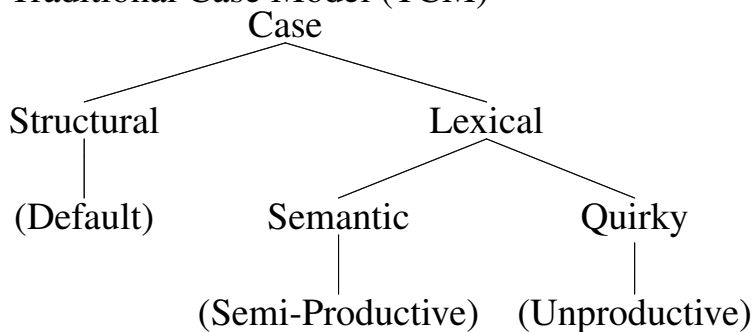 Traditional Case Model (TCM)
Case
Structural Lexical
(Default) Semantic Quirky
(Semi-Productive) (Unproductive)